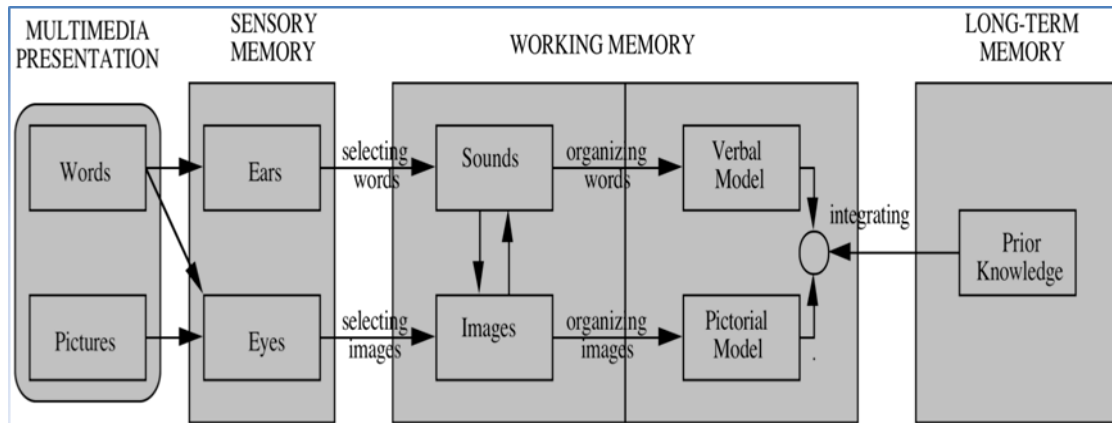 MULTIMEDIA
PRESENTATION
SENSORY
MEMORY
WORKING MEMORY
LONG-TERM
MEMORY
Words
Pictures
Ears
Eyes
selecting
words
selecting
images
Sounds
Images
organizing
words
organizing
images
Verbal
Model
Pictorial
Model
integrating
Prior
Knowledge